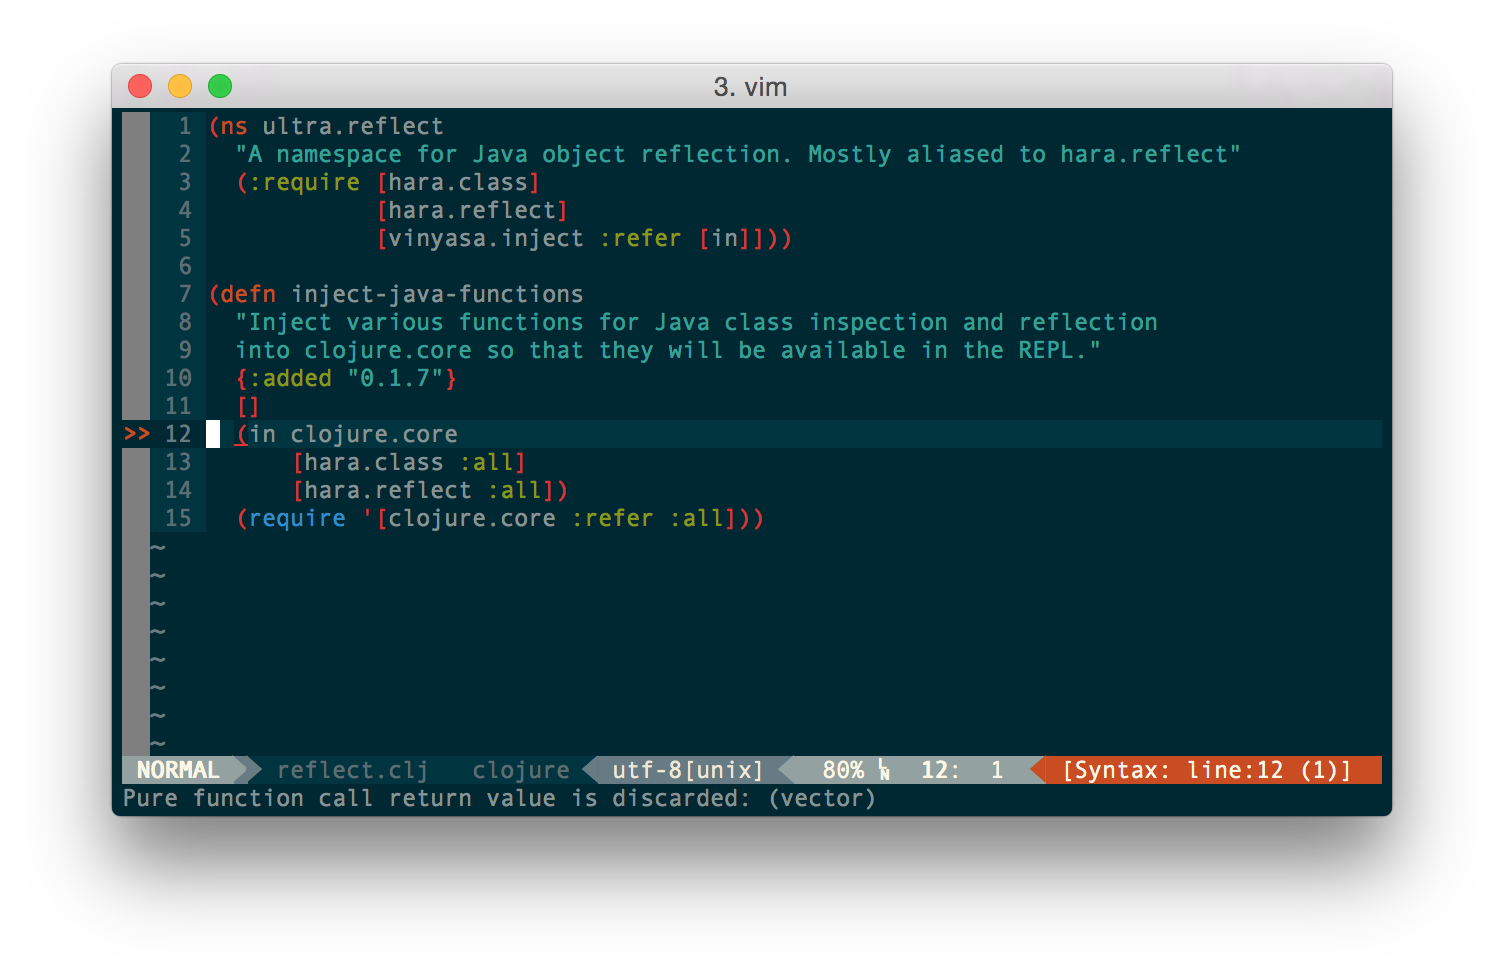 3. vim
1 (ns ultra.reflect
2   "A namespace for Java object reflection. Mostly aliased to hara.reflect"
3   (:require [hara.class]
4             [hara.reflect]
5             [vinyasa.inject :refer [in]]))
6
7 (defn inject-java-functions
8   "Inject various functions for Java class inspection and reflection
9   into clojure.core so that they will be available in the REPL."
10   {:added "0.1.7"}
11   []
>> 12   (in clojure.core
13       [hara.class :all]
14       [hara.reflect :all])
15   (require '[clojure.core :refer :all]))
~
~
~
~
~
~
~
~
NORMAL reflect.clj clojure utf-8[unix] 80% LN 12: 1 [Syntax: line:12 (1)]
Pure function call return value is discarded: (vector)